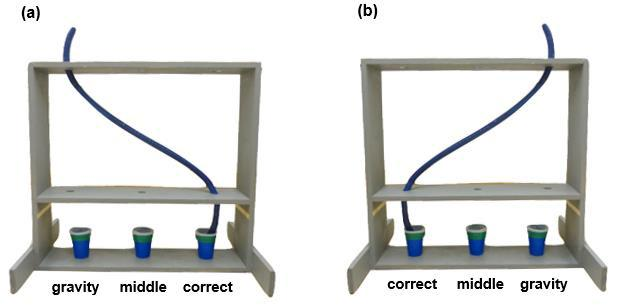 (a)
(b)
gravity middle correct
correct middle gravity